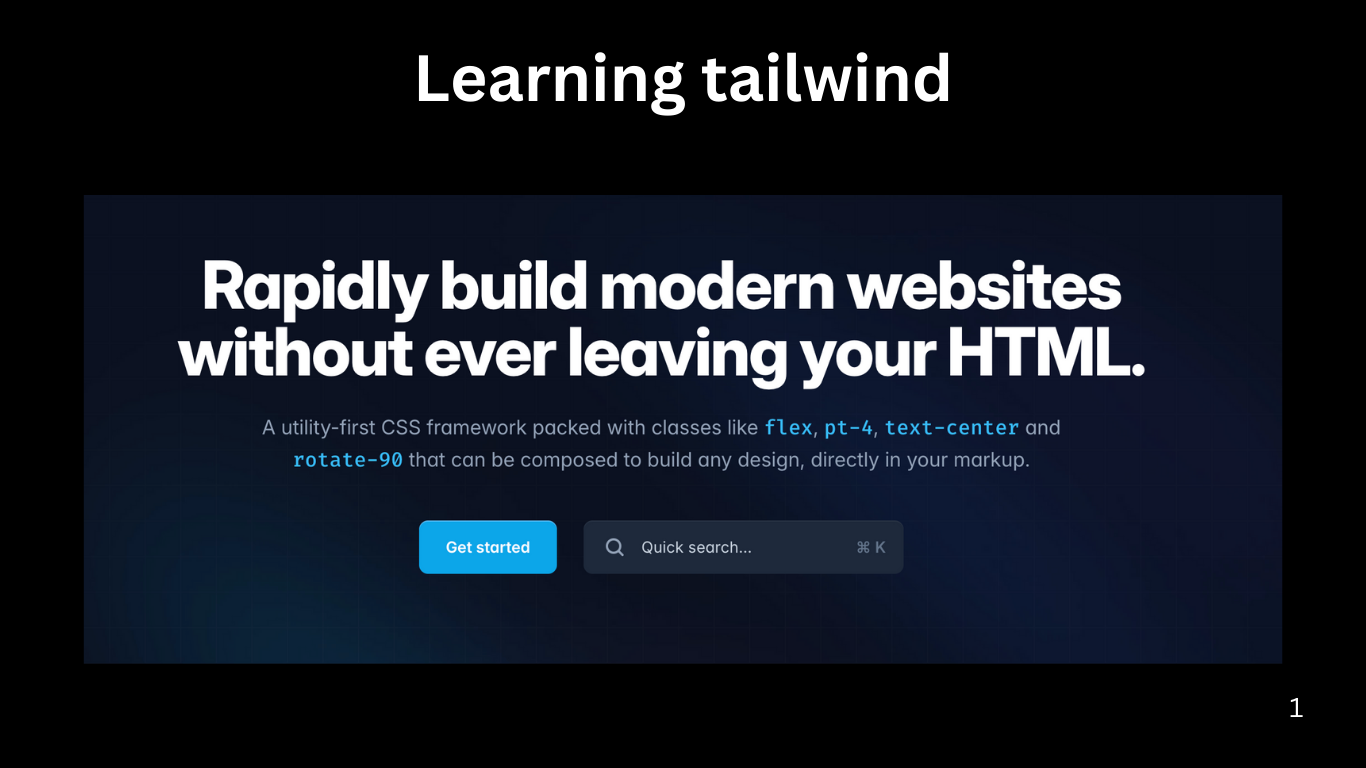 Learning tailwind
Rapidly build modern websites
without ever leaving your HTML.
A utility-first CSS framework packed with classes like flex, pt-4, text-center and
rotate-90 that can be composed to build any design, directly in your markup.
Get started
Quick search...
⌘ K
1